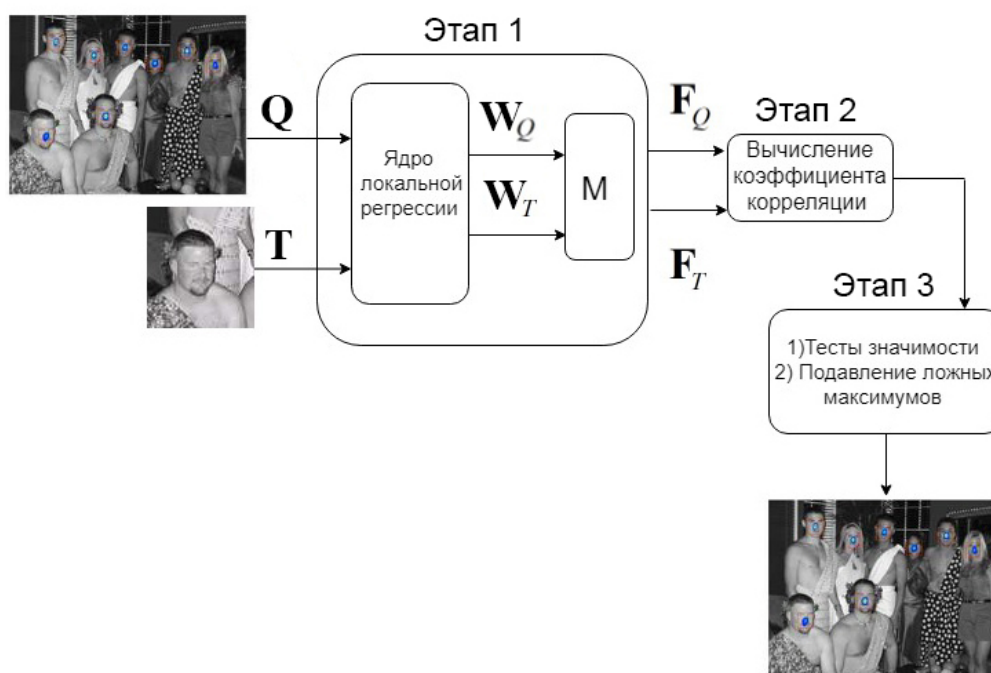 Этап 1
Q
T
Ядро
локальной
регрессии
W_Q
W_T
М
F_Q
F_T
Этап 2
Вычисление
коэффициента
корреляции
Этап 3
1)Тесты значимости
2) Подавление ложных
максимумов